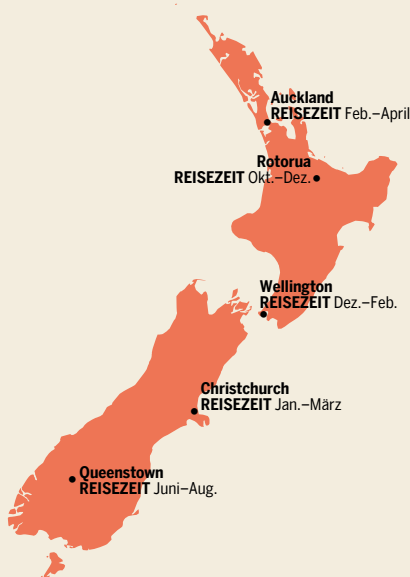 Auckland
REISEZEIT Feb.–April
Rotorua
REISEZEIT Okt.–Dez.
Wellington
REISEZEIT Dez.–Feb.
Christchurch
REISEZEIT Jan.–März
Queenstown
REISEZEIT Juni–Aug.